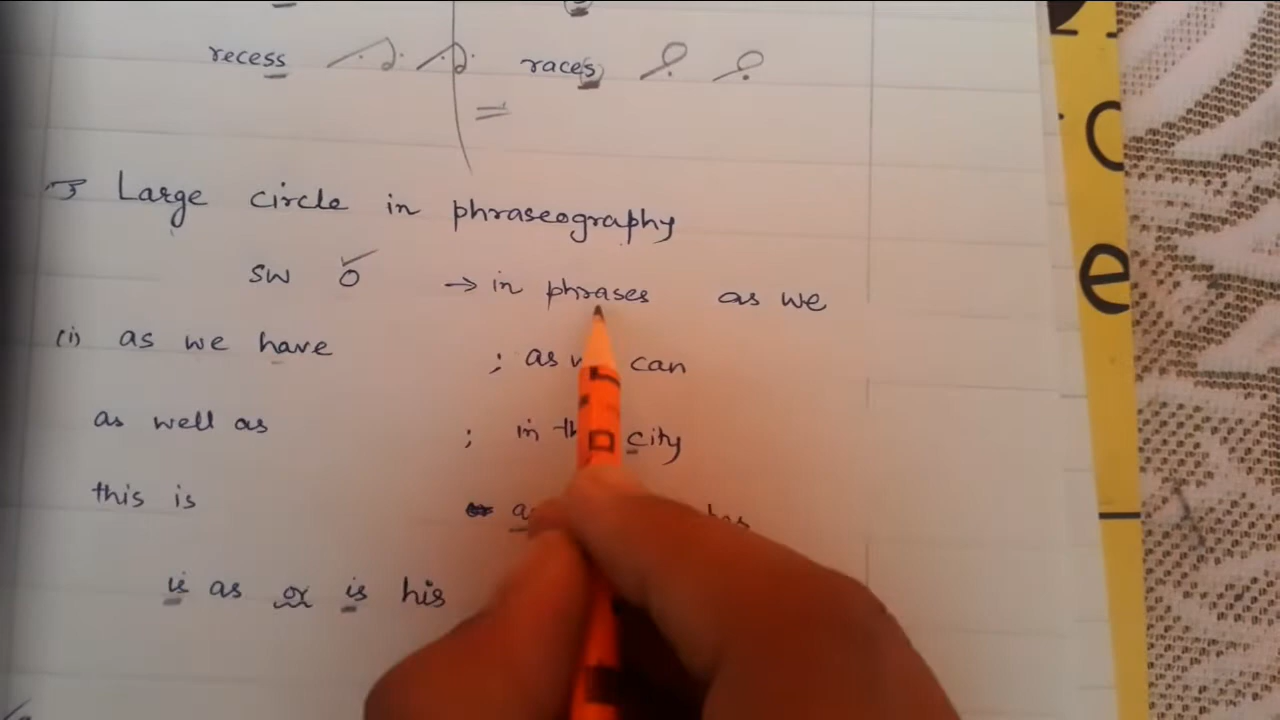 recess races
Large circle in phraseography
sw → in phrases as we
(i) as we have ; as can
as well as ; in city
this is
is as or is his